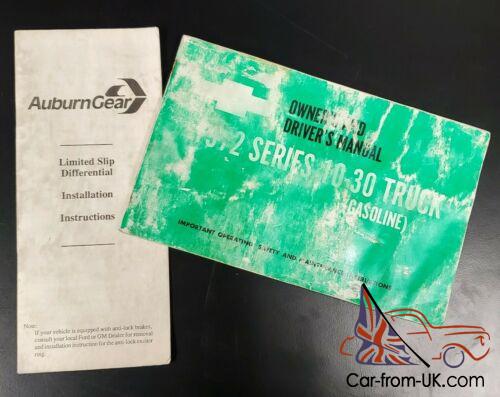 AuburnGear
Limited Slip
Differential
Installation
Instructions
Note:
If your vehicle is equipped with anti-lock brakes,
consult your local Ford or GM Dealer for removal
and installation instruction for the anti-lock exciter
ring.
OWNER'S AND
DRIVER'S MANUAL
SERIES 10-30 TRUCK
(GASOLINE)
IMPORTANT OPERATING, SAFETY AND MAINTENANCE INSTRUCTIONS
Car-from-UK.com